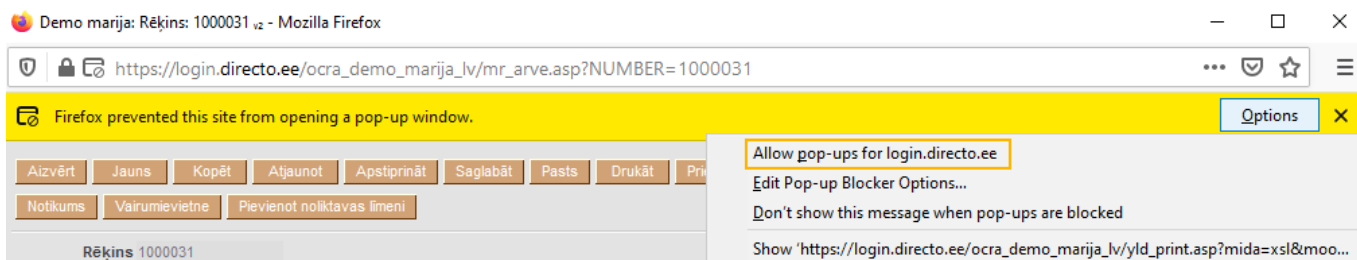 Demo marija: Rēķins: 1000031 v2 - Mozilla Firefox
https://login.directo.ee/ocra_demo_marija_lv/mr_arve.asp?NUMBER=1000031
Firefox prevented this site from opening a pop-up window.
Options
Allow pop-ups for login.directo.ee
Edit Pop-up Blocker Options...
Don't show this message when pop-ups are blocked
Show 'https://login.directo.ee/ocra_demo_marija_lv/yld_print.asp?mida=xsl&moo...
Aizvērt Jauns Kopēt Atjaunot Apstiprināt Saglabāt Pasts Drukāt
Notikums Vairumievietne Pievienot noliktavas līmeni
Rēķins 1000031